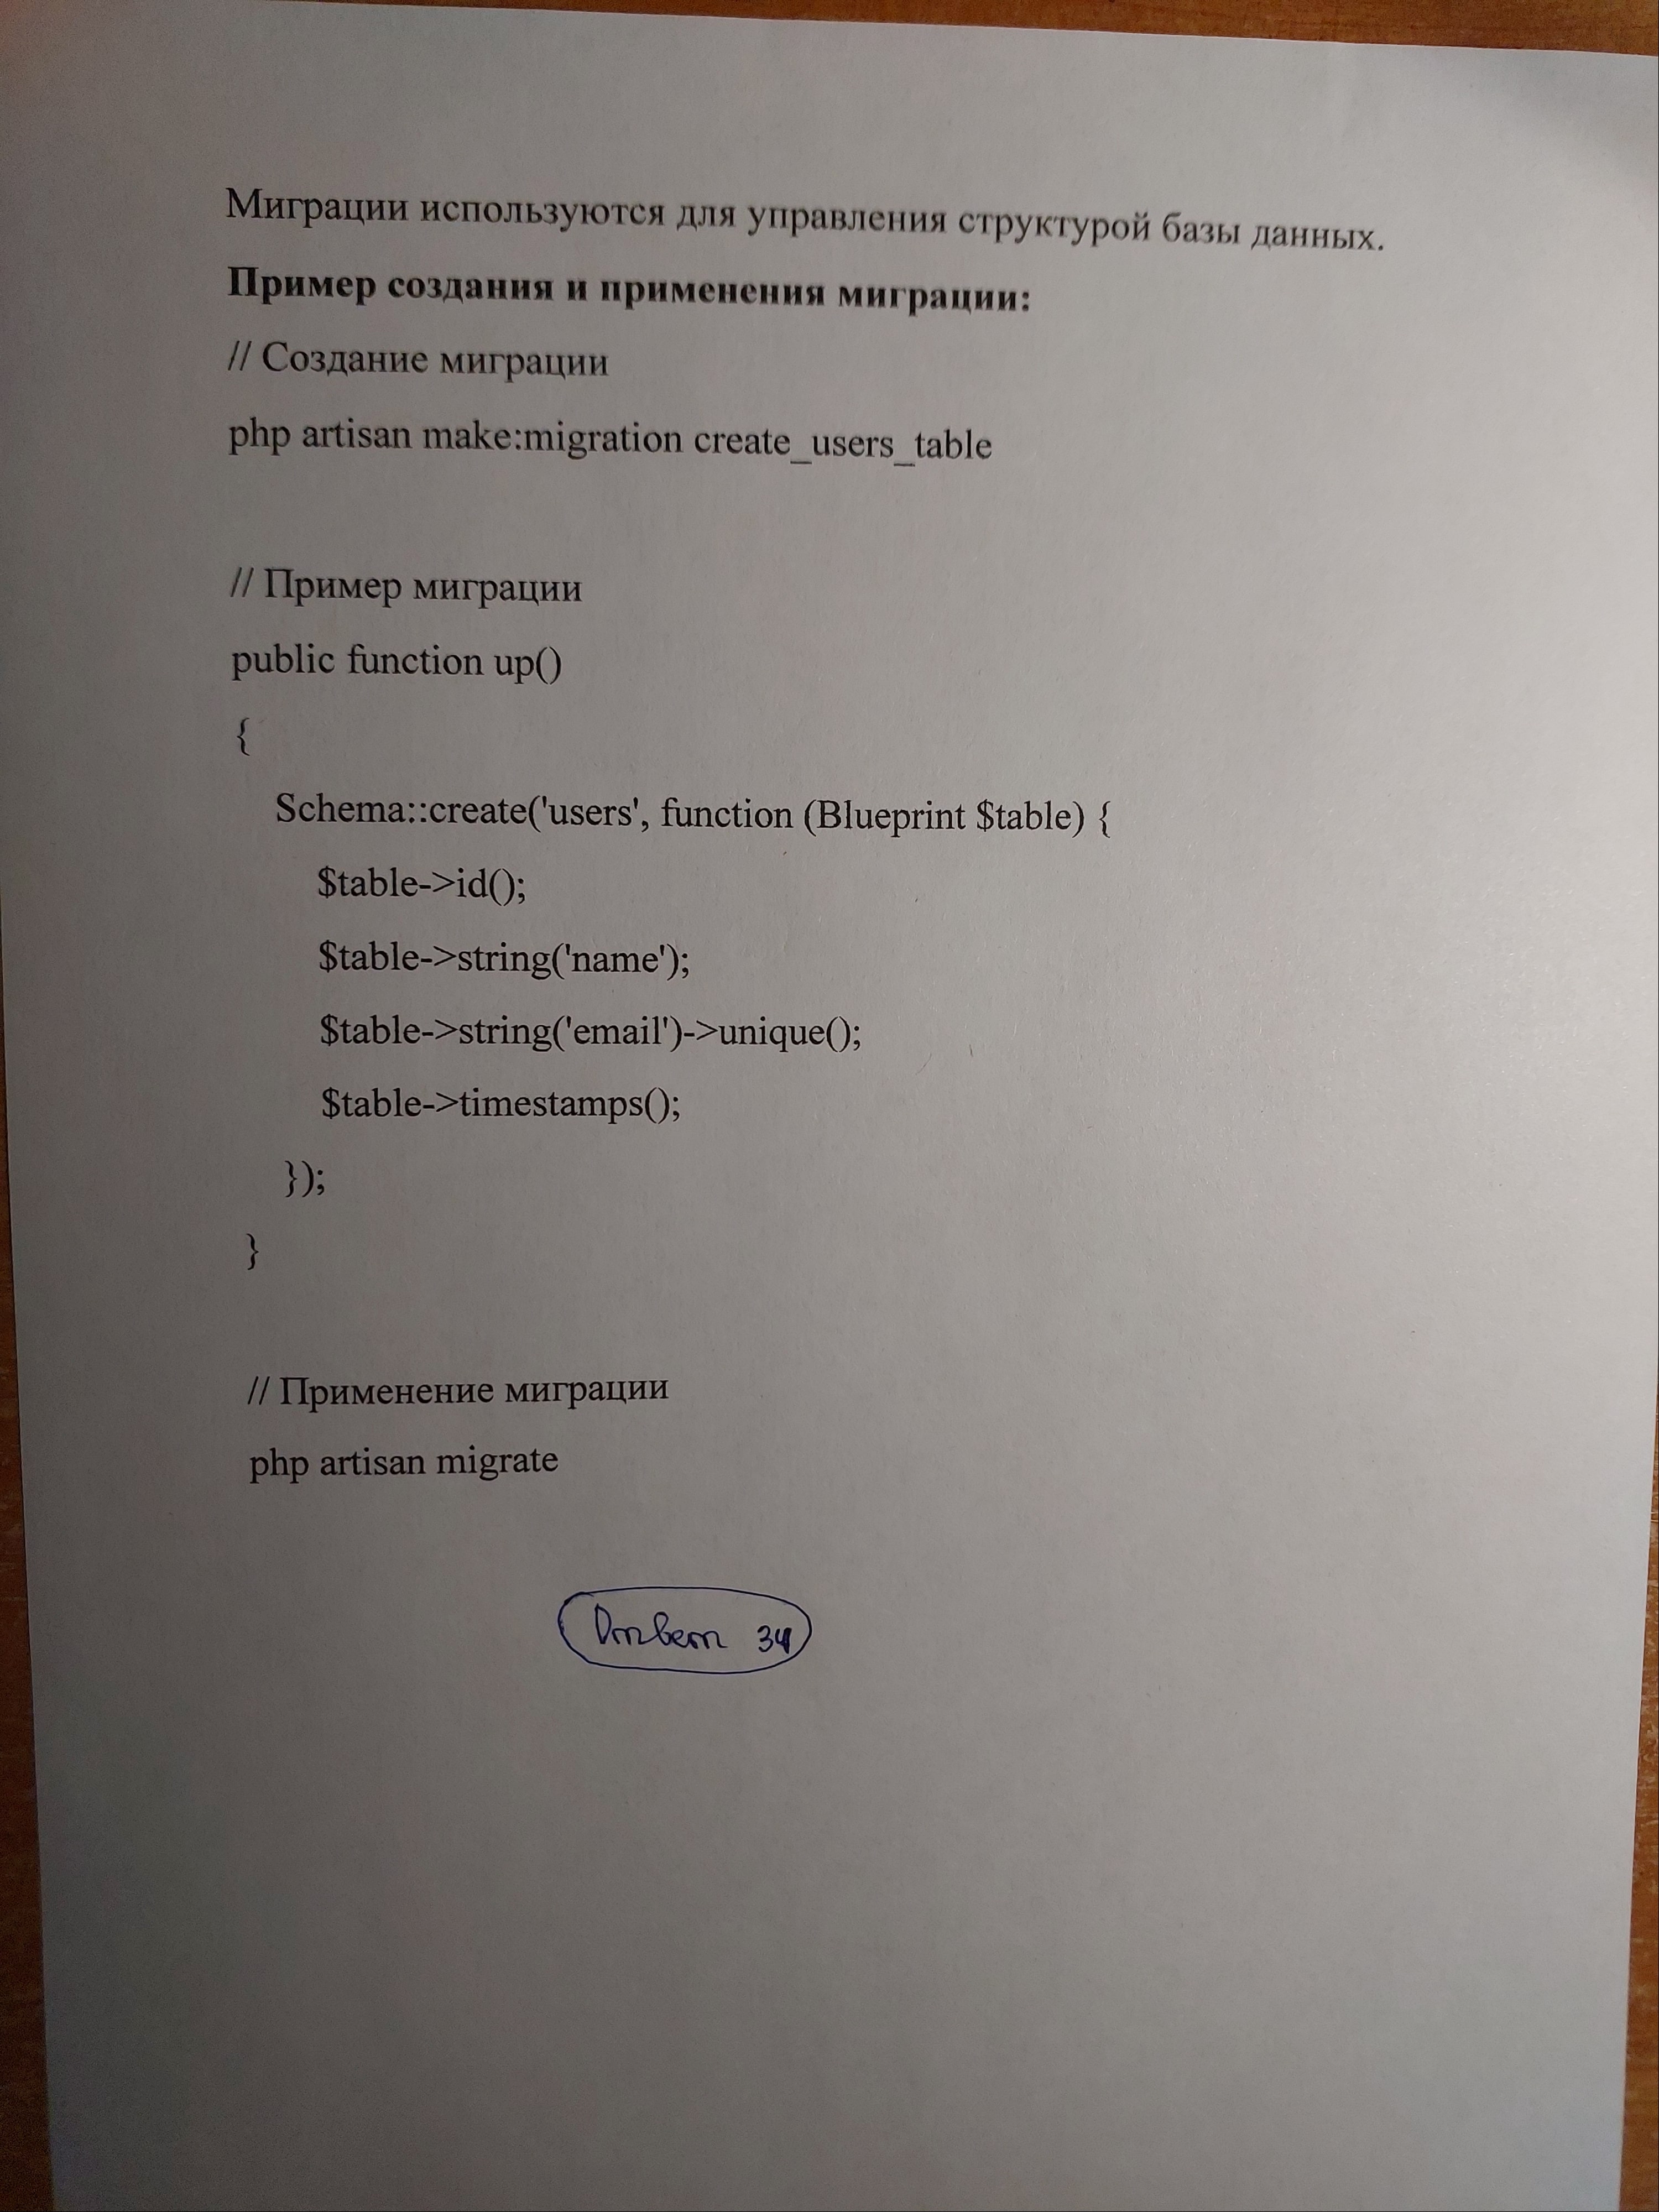 Миграции используются для управления структурой базы данных.
Пример создания и применения миграции:
// Создание миграции
php artisan make:migration create_users_table
// Пример миграции
public function up()
{
Schema::create('users', function (Blueprint $table) {
$table->id();
$table->string('name');
$table->string('email')->unique();
$table->timestamps();
});
}
// Применение миграции
php artisan migrate
Ответ 34